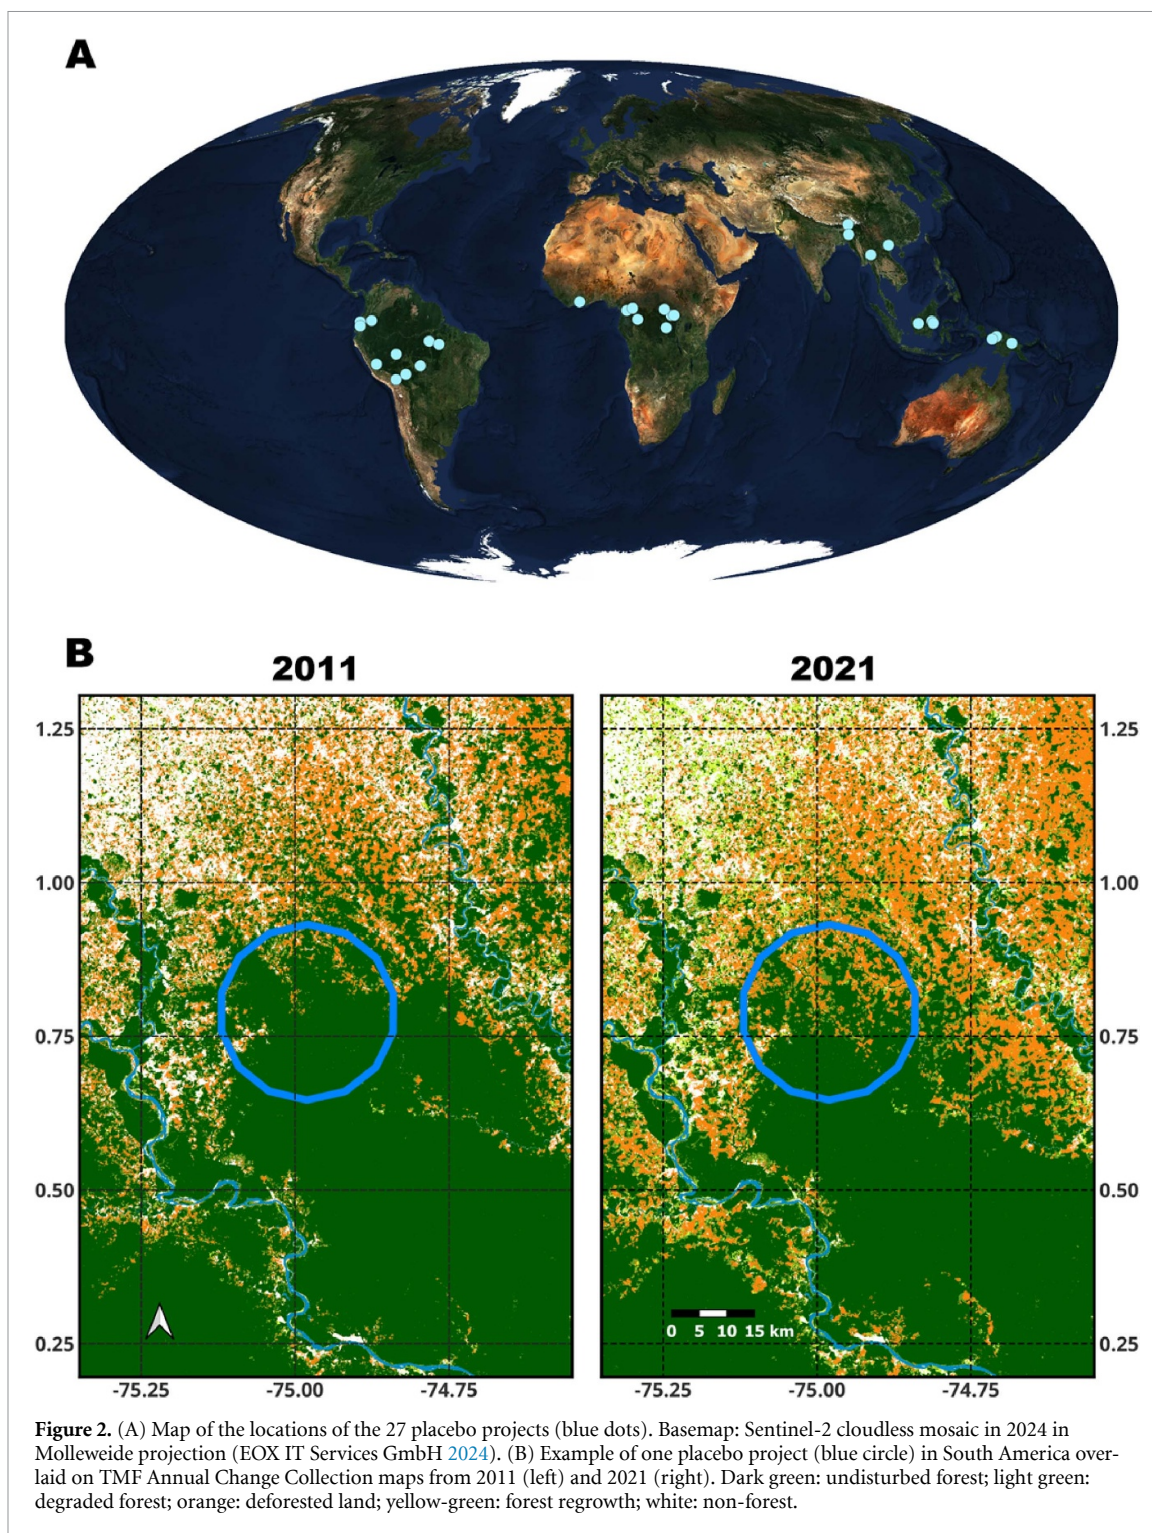 A
B
2011
2021
1.25
1.25
1.00
1.00
0.75
0.75
0.50
0.50
0.25
0.25
0 5 10 15 km
-75.25 -75.00 -74.75
-75.25 -75.00 -74.75
Figure 2. (A) Map of the locations of the 27 placebo projects (blue dots). Basemap: Sentinel-2 cloudless mosaic in 2024 in
Molleweide projection (EOX IT Services GmbH 2024). (B) Example of one placebo project (blue circle) in South America over-
laid on TMF Annual Change Collection maps from 2011 (left) and 2021 (right). Dark green: undisturbed forest; light green:
degraded forest; orange: deforested land; yellow-green: forest regrowth; white: non-forest.